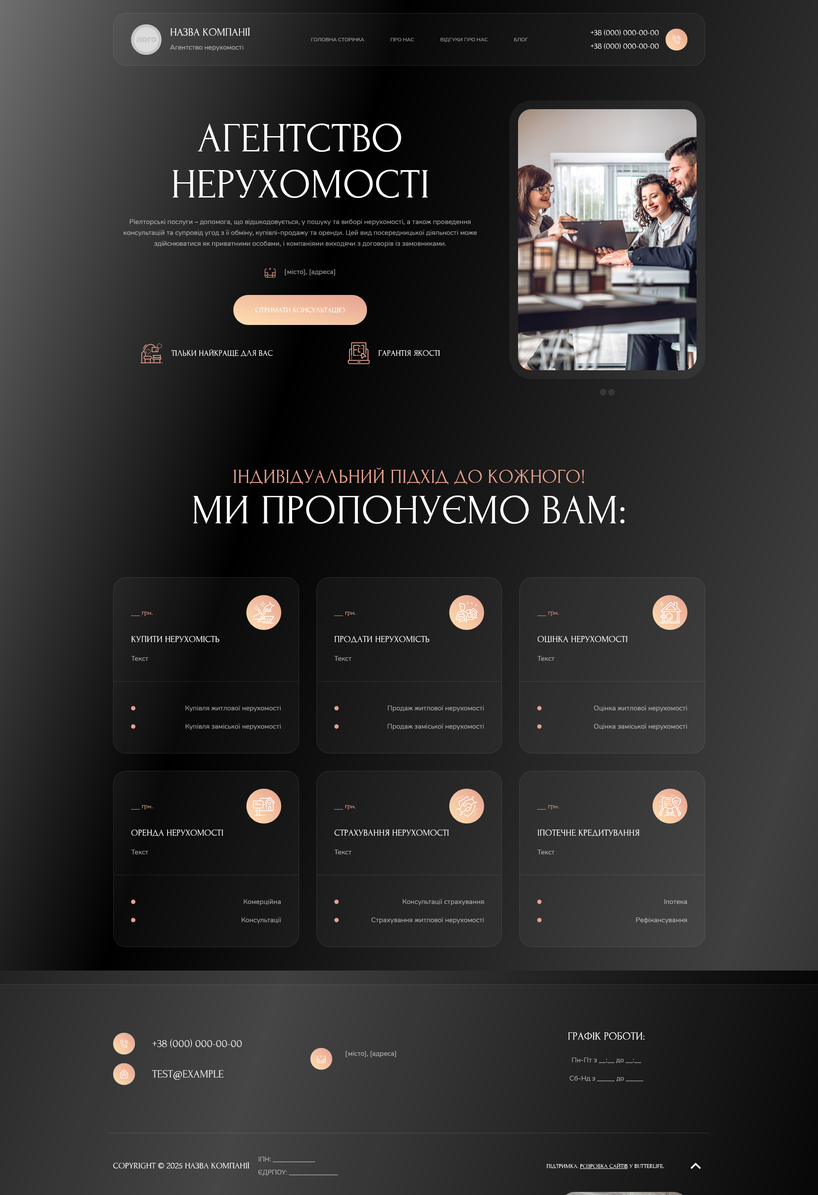 ЛОГО
НАЗВА КОМПАНІЇ
Агентство нерухомості
ГОЛОВНА СТОРІНКА
ПРО НАС
ВІДГУКИ ПРО НАС
БЛОГ
+38 (000) 000-00-00
+38 (000) 000-00-00
АГЕНТСТВО
НЕРУХОМОСТІ
Рієлторські послуги – допомога, що відшкодовується, у пошуку та виборі нерухомості, а також проведення
консультацій та супровід угод з її обміну, купівлі-продажу та оренди. Цей вид посередницької діяльності може
здійснюватися як приватними особами, і компаніями виходячи з договорів із замовниками.
[місто], [адреса]
ОТРИМАТИ КОНСУЛЬТАЦІЮ
ТІЛЬКИ НАЙКРАЩЕ ДЛЯ ВАС
ГАРАНТІЯ ЯКОСТІ
ІНДИВІДУАЛЬНИЙ ПІДХІД ДО КОЖНОГО!
МИ ПРОПОНУЄМО ВАМ:
___ грн.
КУПИТИ НЕРУХОМІСТЬ
Текст
Купівля житлової нерухомості
Купівля заміської нерухомості
___ грн.
ПРОДАТИ НЕРУХОМІСТЬ
Текст
Продаж житлової нерухомості
Продаж заміської нерухомості
___ грн.
ОЦІНКА НЕРУХОМОСТІ
Текст
Оцінка житлової нерухомості
Оцінка заміської нерухомості
___ грн.
ОРЕНДА НЕРУХОМОСТІ
Текст
Комерційна
Консультації
___ грн.
СТРАХУВАННЯ НЕРУХОМОСТІ
Текст
Консультації страхування
Страхування житлової нерухомості
___ грн.
ІПОТЕЧНЕ КРЕДИТУВАННЯ
Текст
Іпотека
Рефінансування
+38 (000) 000-00-00
TEST@EXAMPLE
[місто], [адреса]
ГРАФІК РОБОТИ:
Пн-Пт з __:__ до __:__
Сб-Нд з _____ до _____
COPYRIGHT © 2025 НАЗВА КОМПАНІЇ
ІПН: ____________
ЄДРПОУ: ______________
ПІДТРИМКА. РОЗРОБКА САЙТІВ У BUTTERLIFE.